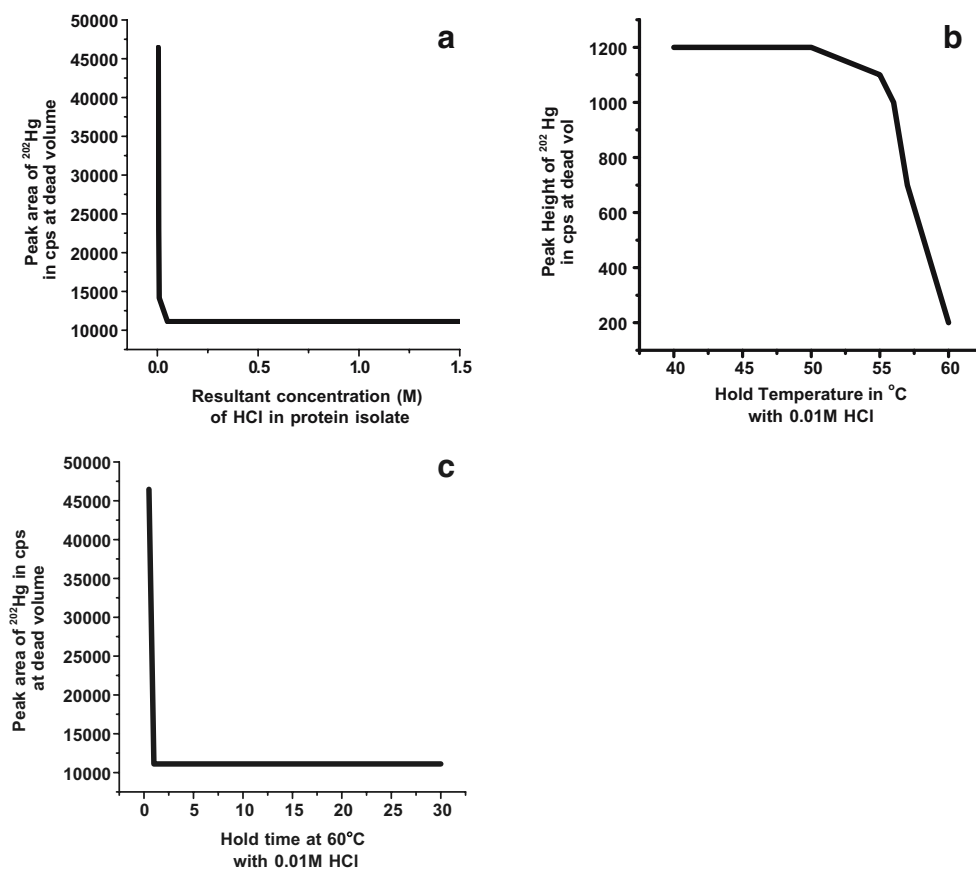 a
50000
45000
40000
35000
30000
25000
20000
15000
10000
Peak area of ²⁰²Hg
in cps at dead volume
0.0
0.5
1.0
1.5
Resultant concentration (M)
of HCl in protein isolate
b
1200
1000
800
600
400
200
Peak Height of ²⁰² Hg
in cps at dead vol
40
45
50
55
60
Hold Temperature in °C
with 0.01M HCl
c
50000
45000
40000
35000
30000
25000
20000
15000
10000
Peak area of ²⁰²Hg in cps
at dead volume
0
5
10
15
20
25
30
Hold time at 60°C
with 0.01M HCl